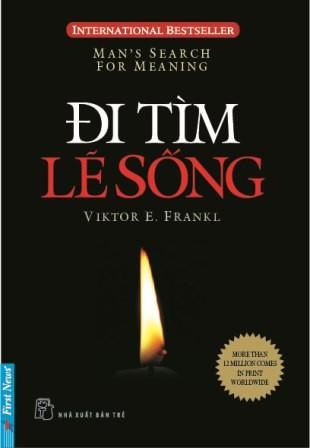 INTERNATIONAL BESTSELLER
MAN'S SEARCH
FOR MEANING
ĐI TÌM
LẼ SỐNG
VIKTOR E. FRANKL
MORE THAN
12 MILLION COMES
IN PRINT
WORLDWIDE
First News
NHÀ XUẤT BẢN TRẺ